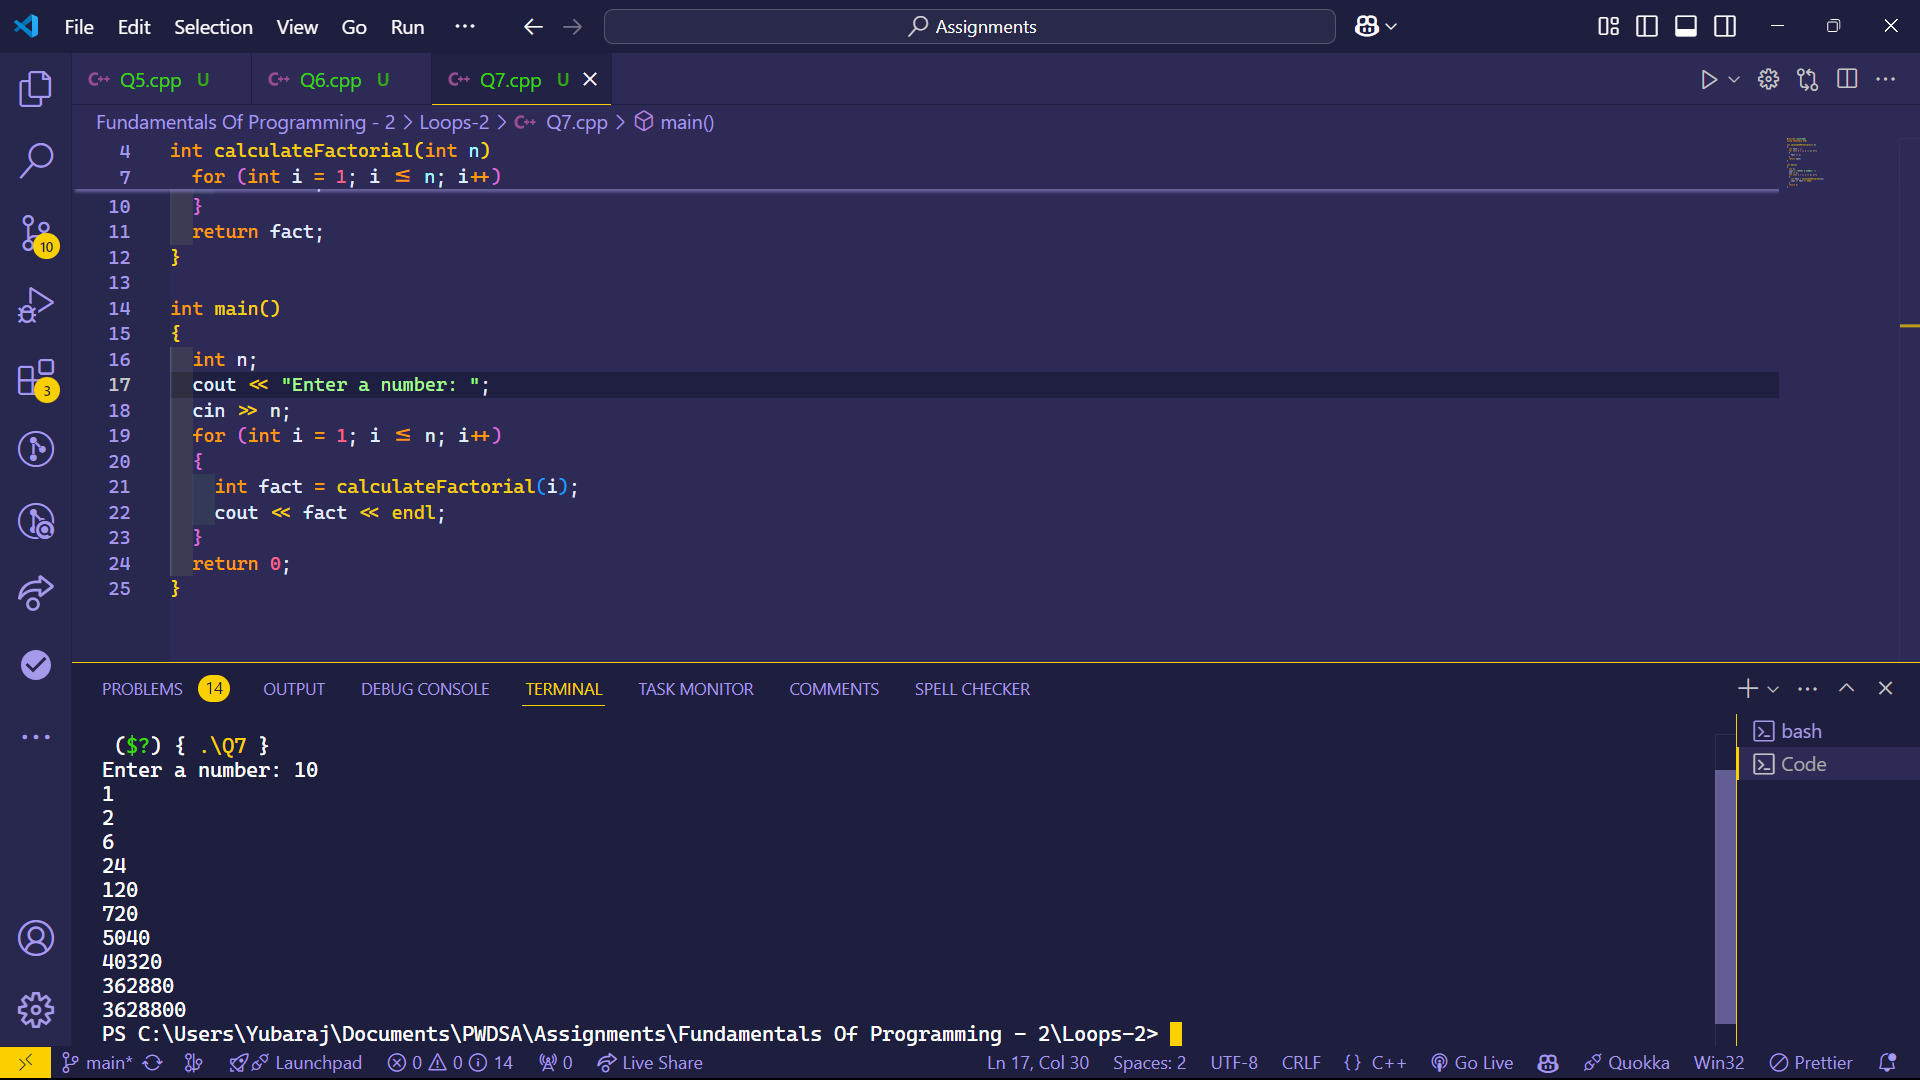 File Edit Selection View Go Run ··· Assignments
Q5.cpp U Q6.cpp U Q7.cpp U
Fundamentals Of Programming - 2 > Loops-2 > Q7.cpp > main()
4 int calculateFactorial(int n)
7 for (int i = 1; i ≤ n; i++)
10 }
11 return fact;
12 }
13
14 int main()
15 {
16 int n;
17 cout << "Enter a number: ";
18 cin >> n;
19 for (int i = 1; i ≤ n; i++)
20 {
21 int fact = calculateFactorial(i);
22 cout << fact << endl;
23 }
24 return 0;
25 }
10
3
PROBLEMS 14 OUTPUT DEBUG CONSOLE TERMINAL TASK MONITOR COMMENTS SPELL CHECKER
($?) { .\Q7 }
Enter a number: 10
1
2
6
24
120
720
5040
40320
362880
3628800
PS C:\Users\Yubaraj\Documents\PWDSA\Assignments\Fundamentals Of Programming - 2\Loops-2>
bash
Code
main* Launchpad 0 0 14 0 Live Share Ln 17, Col 30 Spaces: 2 UTF-8 CRLF {} C++ Go Live Quokka Win32 Prettier